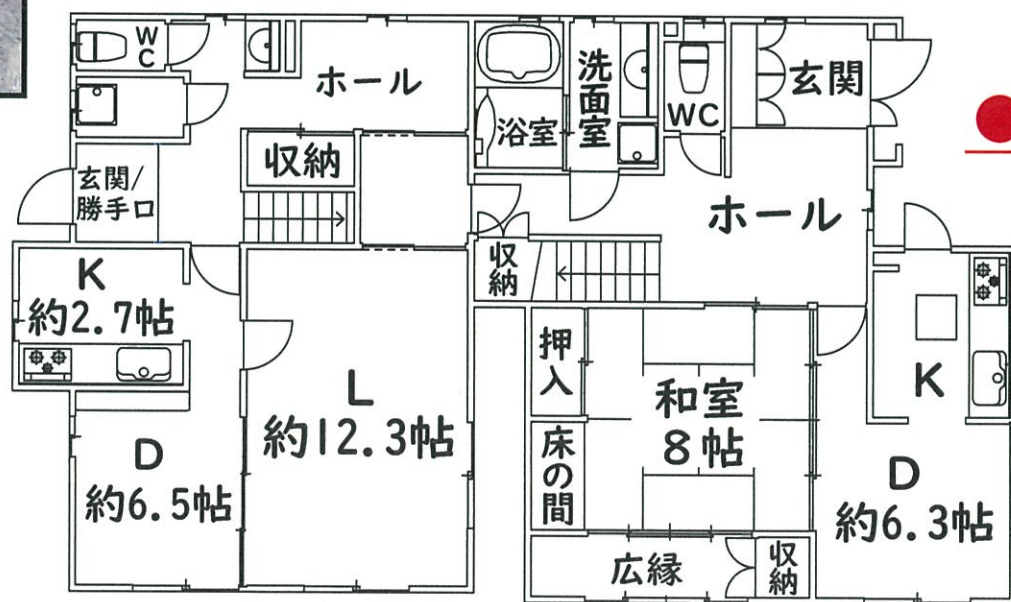 WC
ホール
浴室
洗面室
WC
玄関
収納
玄関/
勝手口
ホール
収納
K
約2.7帖
L
約12.3帖
D
約6.5帖
押入
和室
8帖
床の間
広縁
収納
K
D
約6.3帖